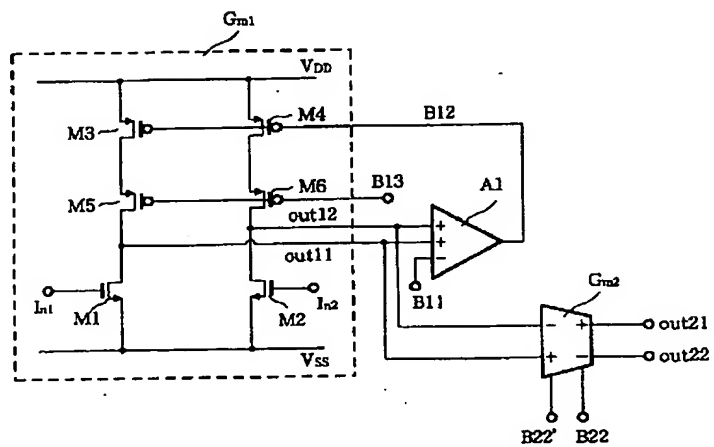 Gm1
VDD
M3
M4
B12
M5
M6
B13
A1
out12
+
+
−
out11
In1
M1
In2
M2
B11
Gm2
VSS
− +
out21
+ −
out22
B22' B22